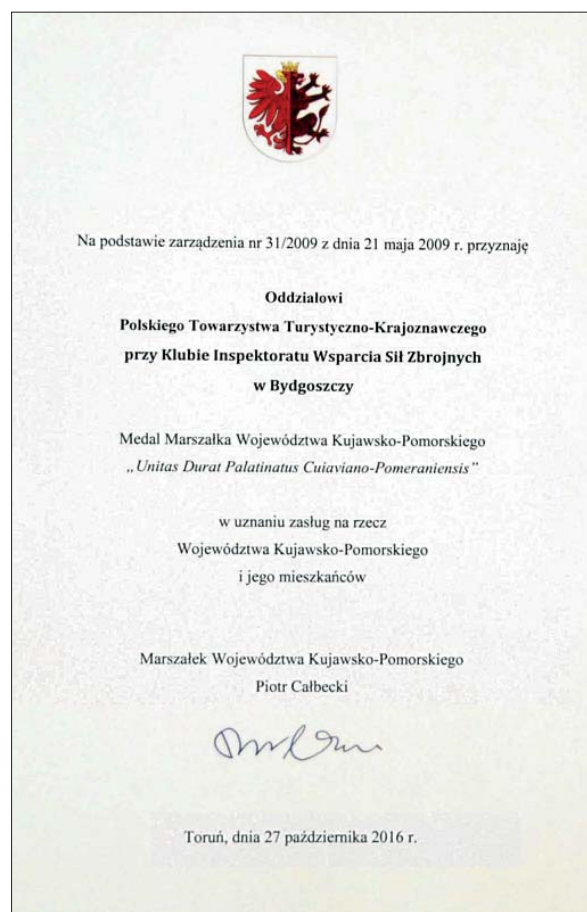 Na podstawie zarządzenia nr 31/2009 z dnia 21 maja 2009 r. przyznaję
Oddziałowi
Polskiego Towarzystwa Turystyczno-Krajoznawczego
przy Klubie Inspektoratu Wsparcia Sił Zbrojnych
w Bydgoszczy
Medal Marszałka Województwa Kujawsko-Pomorskiego
„Unitas Durat Palatinatus Cuiaviano-Pomeraniensis”
w uznaniu zasług na rzecz
Województwa Kujawsko-Pomorskiego
i jego mieszkańców
Marszałek Województwa Kujawsko-Pomorskiego
Piotr Całbecki
Toruń, dnia 27 października 2016 r.